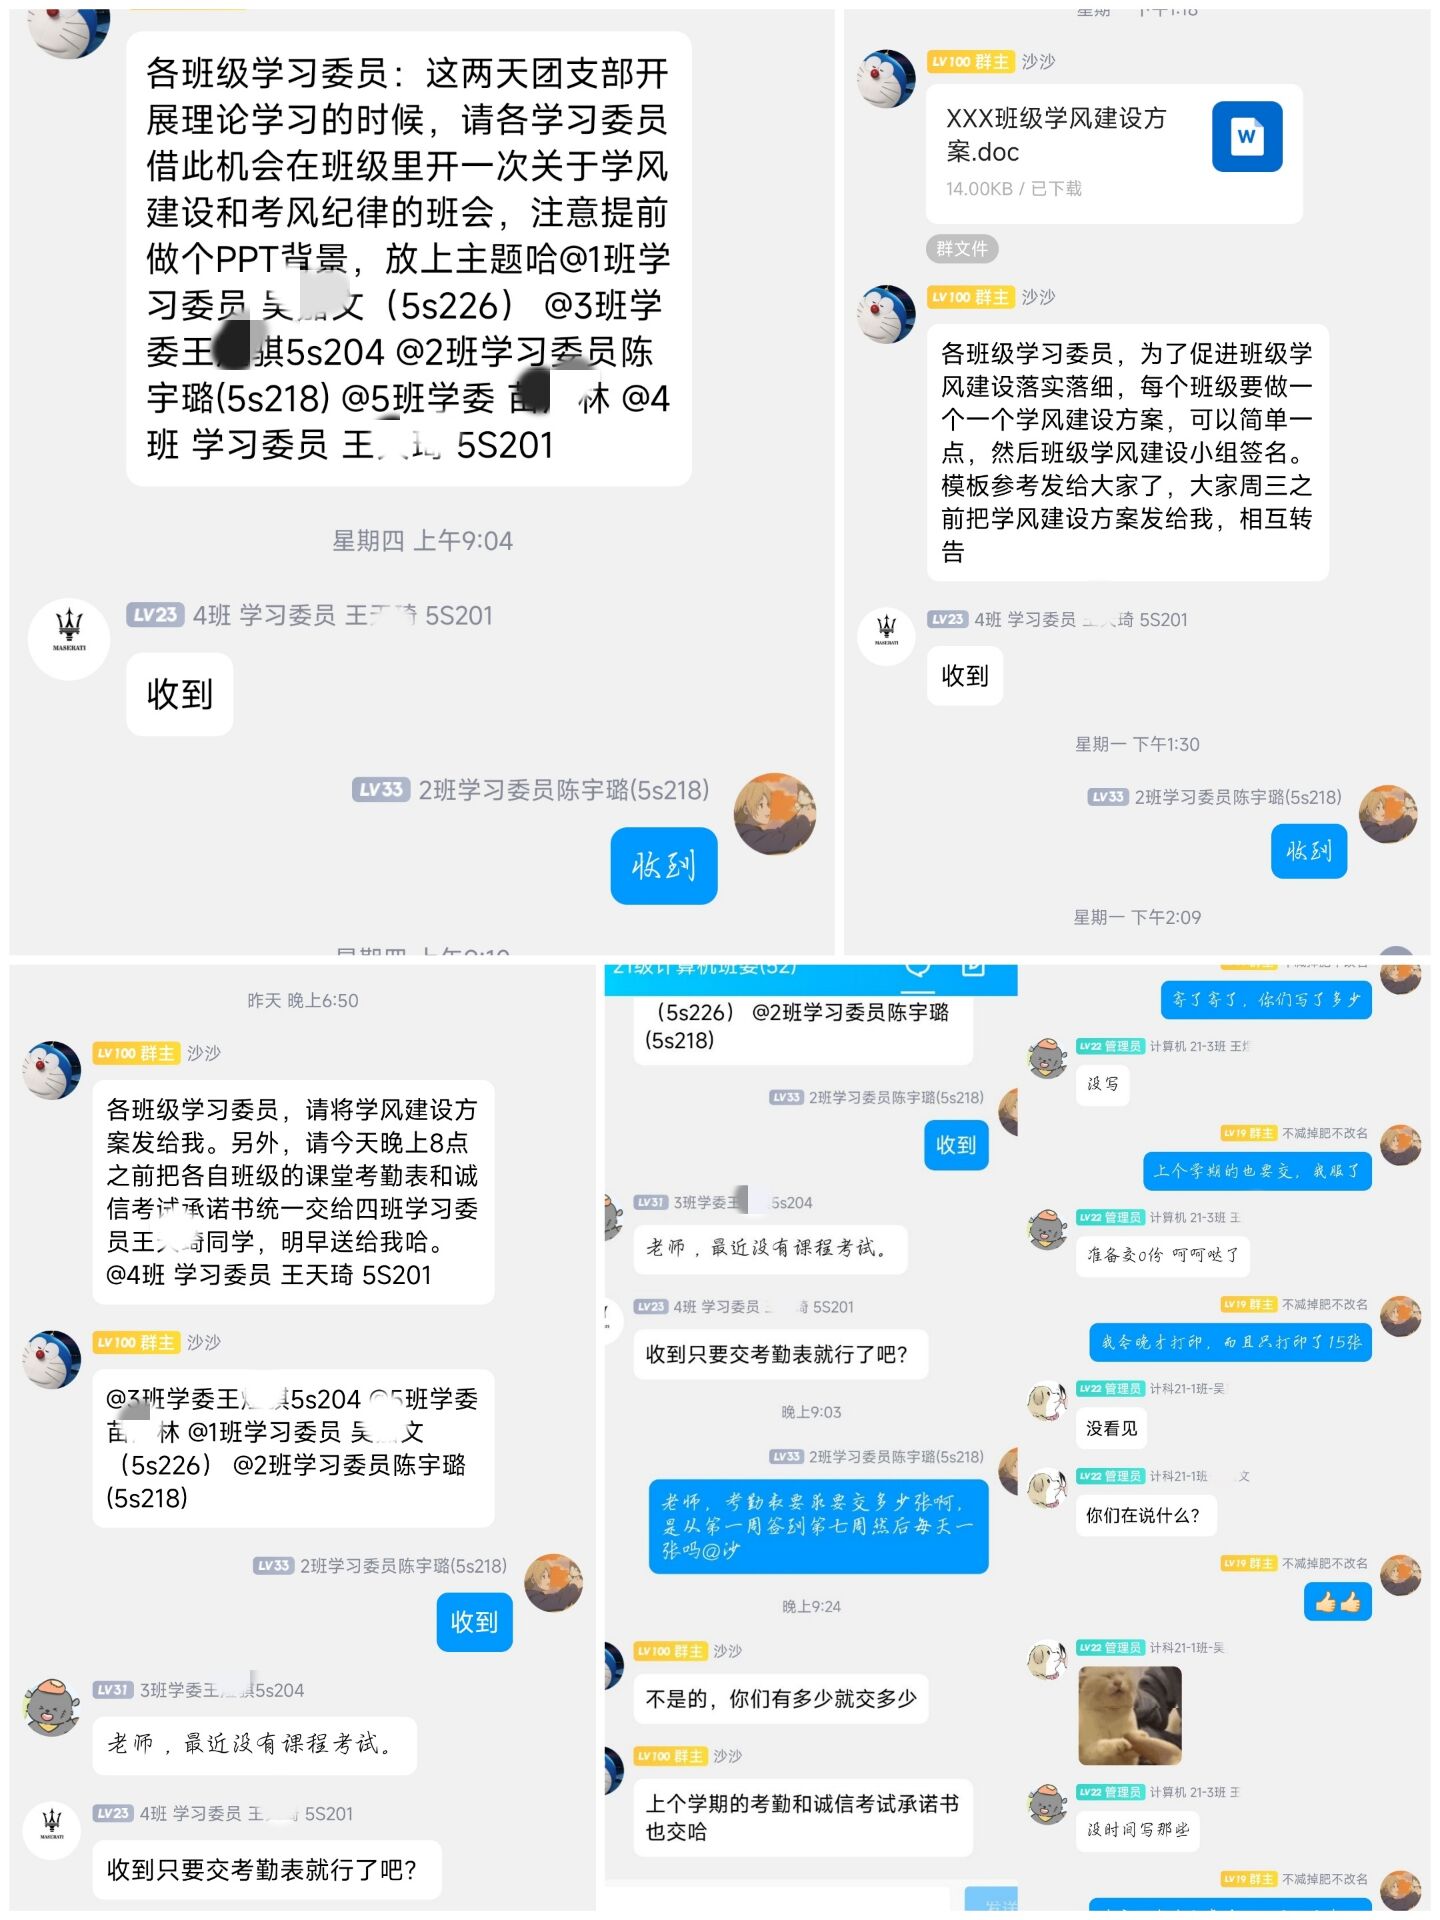 各班级学习委员：这两天团支部开
展理论学习的时候，请各学习委员
借此机会在班级里开一次关于学风
建设和考风纪律的班会，注意提前
做个PPT背景，放上主题哈@1班学
习委员 文（5s226） @3班学
委王 骐5s204 @2班学习委员陈
宇璐(5s218) @5班学委 苗 林 @4
班 学习委员 王 琦 5S201
星期四 上午9:04
LV23 4班 学习委员 王天琦 5S201
MASERATI
收到
LV33 2班学习委员陈宇璐(5s218)
收到
LV100 群主 沙沙
XXX班级学风建设方
案.doc
14.00KB / 已下载
群文件
LV100 群主 沙沙
各班级学习委员，为了促进班级学
风建设落实落细，每个班级要做一
个一个学风建设方案，可以简单一
点，然后班级学风建设小组签名。
模板参考发给大家了，大家周三之
前把学风建设方案发给我，相互转
告
LV23 4班 学习委员 琦 5S201
MASERATI
收到
星期一 下午1:30
LV33 2班学习委员陈宇璐(5s218)
收到
星期一 下午2:09
昨天 晚上6:50
LV100 群主 沙沙
各班级学习委员，请将学风建设方
案发给我。另外，请今天晚上8点
之前把各自班级的课堂考勤表和诚
信考试承诺书统一交给四班学习委
员王 琦同学，明早送给我哈。
@4班 学习委员 王天琦 5S201
LV100 群主 沙沙
@3班学委王 骐5s204 @5班学委
苗 林 @1班学习委员 吴 文
（5s226） @2班学习委员陈宇璐
(5s218)
LV33 2班学习委员陈宇璐(5s218)
收到
LV31 3班学委王 骐5s204
老师，最近没有课程考试。
LV23 4班 学习委员 王 琦 5S201
MASERATI
收到只要交考勤表就行了吧？
21级计算机班委(52)
（5s226） @2班学习委员陈宇璐
(5s218)
LV33 2班学习委员陈宇璐(5s218)
收到
LV31 3班学委王 5s204
老师，最近没有课程考试。
LV23 4班 学习委员 琦 5S201
收到只要交考勤表就行了吧？
晚上9:03
LV33 2班学习委员陈宇璐(5s218)
老师，考勤表要求要交多少张啊，
是从第一周签到第七周然后每天一
张吗@沙
晚上9:24
LV100 群主 沙沙
不是的，你们有多少就交多少
LV100 群主 沙沙
上个学期的考勤和诚信考试承诺书
也交哈
不减掉肥不改名
寄了寄了，你们写了多少
LV22 管理员 计算机 21-3班 王
没写
LV19 群主 不减掉肥不改名
上个学期的也要交，我服了
LV22 管理员 计算机 21-3班 王
准备交0份 呵呵哒了
LV19 群主 不减掉肥不改名
我今晚才打印，而且只打印了15张
LV22 管理员 计科21-1班-吴
没看见
LV22 管理员 计科21-1班- 文
你们在说什么？
LV19 群主 不减掉肥不改名
👍👍
LV22 管理员 计科21-1班-吴
LV22 管理员 计算机 21-3班 王
没时间写那些
LV19 群主 不减掉肥不改名